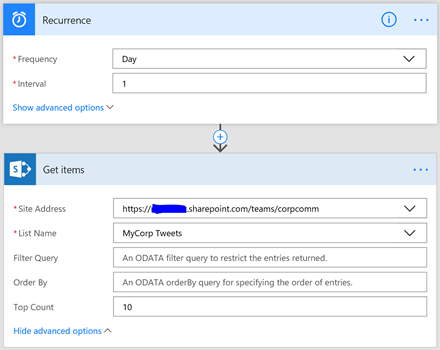 Recurrence
* Frequency Day
* Interval 1
Show advanced options
S Get items
* Site Address https://.sharepoint.com/teams/corpcomm
* List Name MyCorp Tweets
Filter Query An ODATA filter query to restrict the entries returned.
Order By An ODATA orderBy query for specifying the order of entries.
Top Count 10
Hide advanced options